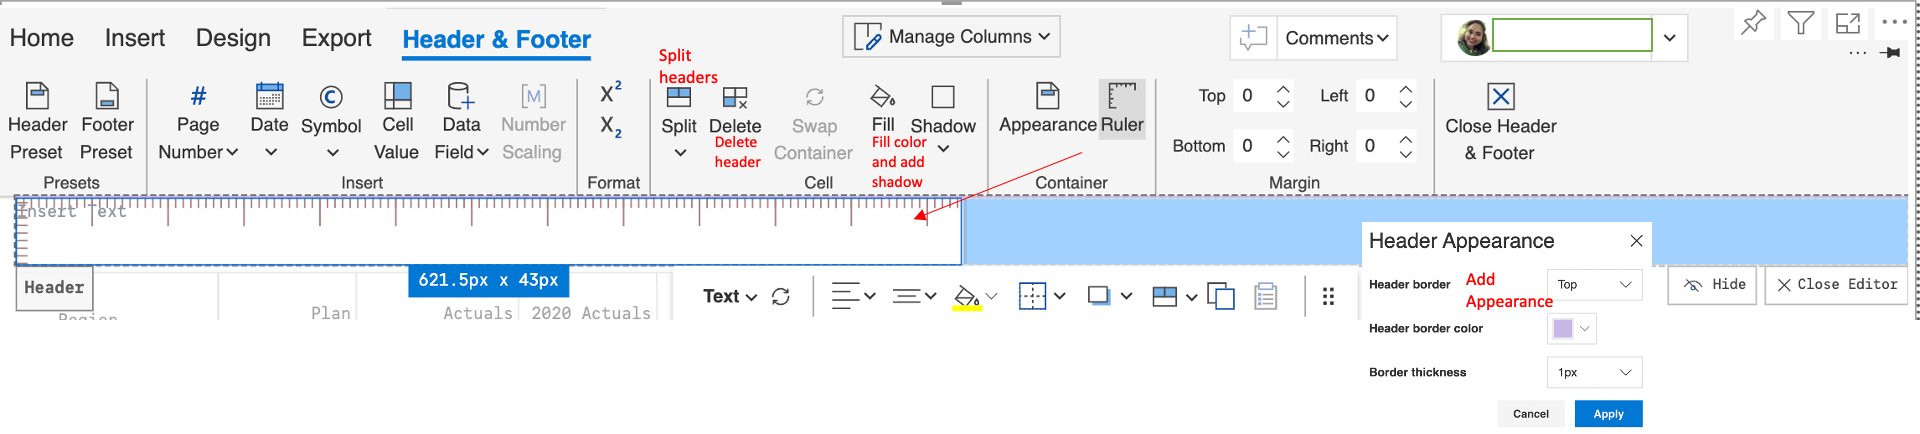 Home Insert Design Export Header & Footer Manage Columns Comments
Split
headers
Header Footer # Page Date Symbol Cell Data [M] Number X2 Split Delete Swap Fill Shadow Appearance Ruler Top 0 Left 0 Close Header
Preset Preset Number Value Field Scaling X2 Container Bottom 0 Right 0 & Footer
Delete
header
Fill color
and add
shadow
Presets Insert Format Cell Container Margin
Insert Text
Header Appearance
621.5px x 43px
Header
Text
Header border Top
Add
Appearance
Hide Close Editor
Region Plan Actuals 2020 Actuals
Header border color
Border thickness 1px
Cancel Apply